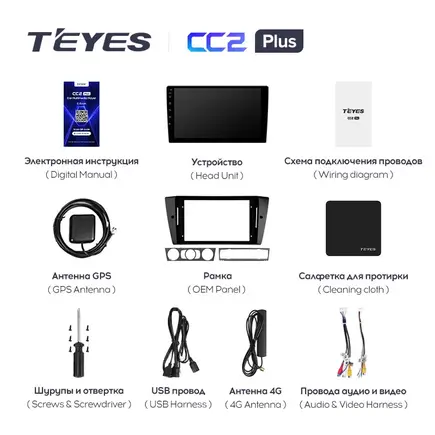 TEYES CC2 Plus
Электронная инструкция
( Digital Manual )
Устройство
( Head Unit )
TEYES
Схема подключения проводов
( Wiring diagram )
Антенна GPS
( GPS Antenna )
Рамка
( OEM Panel )
TEYES
Салфетка для протирки
( Cleaning cloth )
Шурупы и отвертка
( Screws & Screwdriver )
USB провод
( USB Harness )
Антенна 4G
( 4G Antenna )
Провода аудио и видео
( Audio & Video Harness )